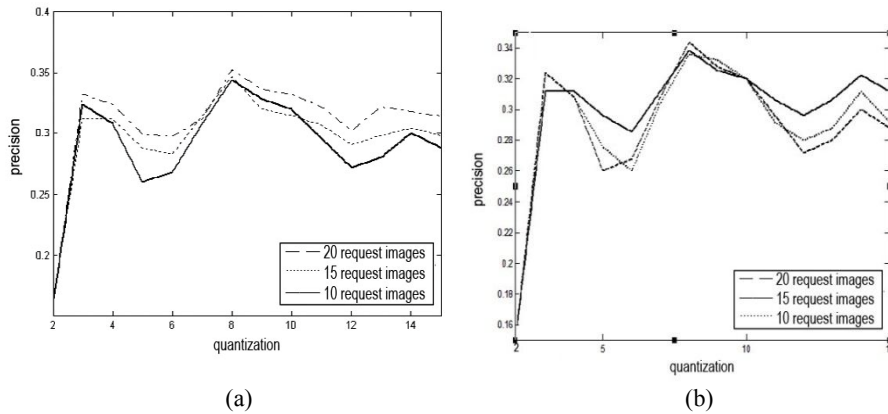 0.4
0.35
0.3
0.25
0.2
precision
2 4 6 8 10 12 14
quantization
20 request images
15 request images
10 request images
(a)
0.34
0.32
0.3
0.28
0.26
0.24
0.22
0.2
0.18
0.16
precision
2 5 10 1
quantization
20 request images
15 request images
10 request images
(b)